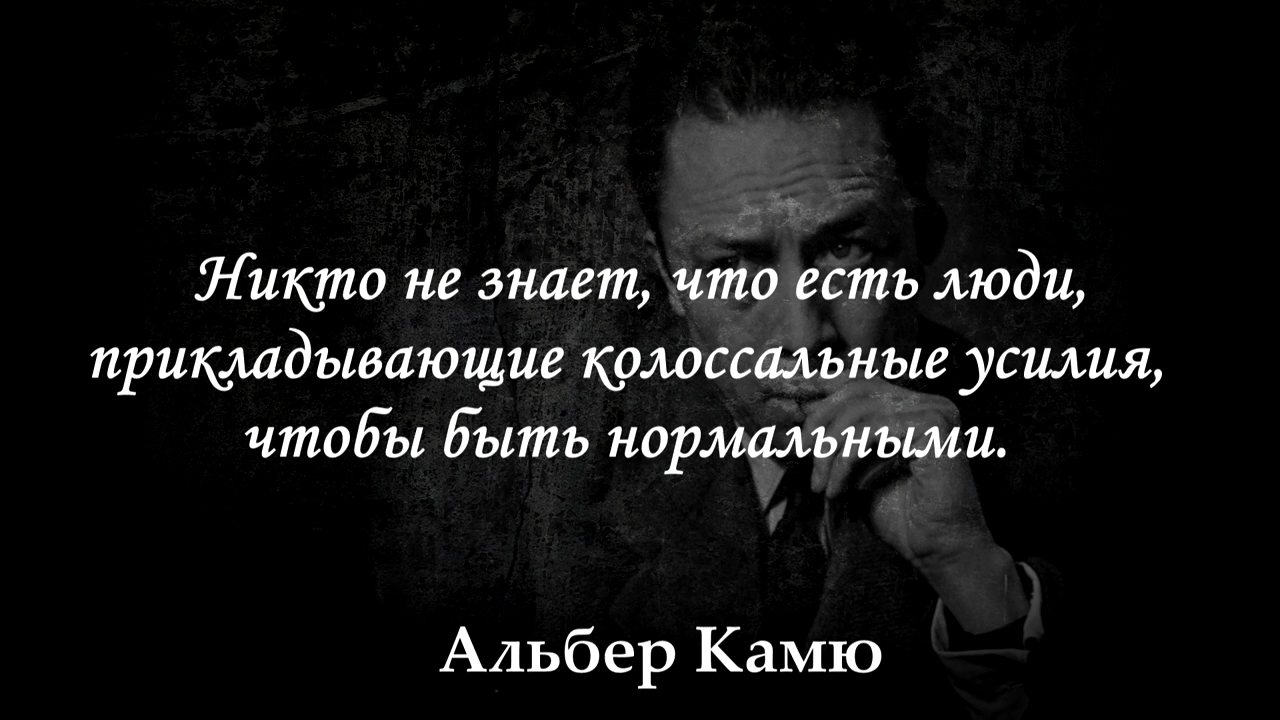 Никто не знает, что есть люди,
прикладывающие колоссальные усилия,
чтобы быть нормальными.
Альбер Камю